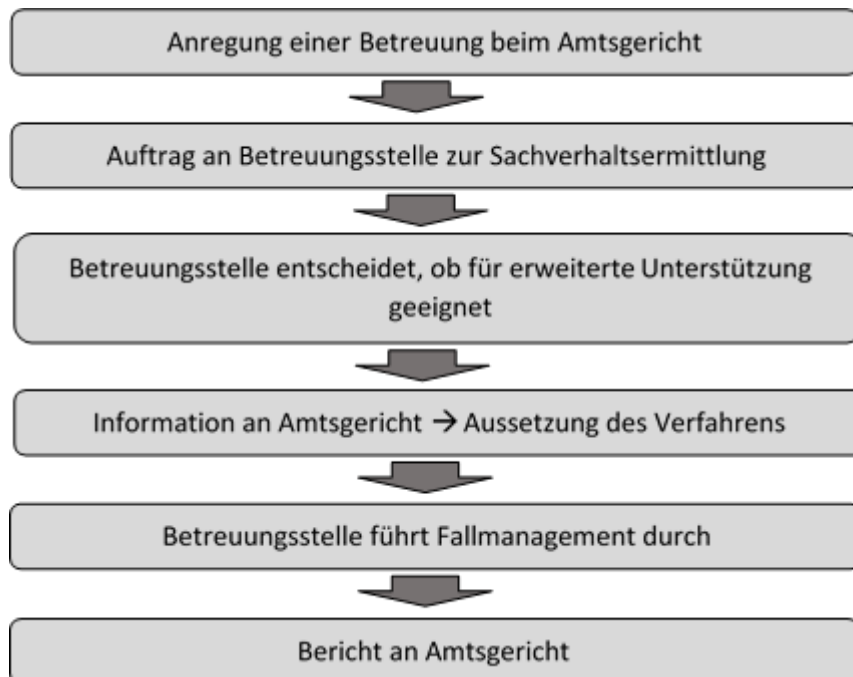 Anregung einer Betreuung beim Amtsgericht
Auftrag an Betreuungsstelle zur Sachverhaltsermittlung
Betreuungsstelle entscheidet, ob für erweiterte Unterstützung
geeignet
Information an Amtsgericht → Aussetzung des Verfahrens
Betreuungsstelle führt Fallmanagement durch
Bericht an Amtsgericht